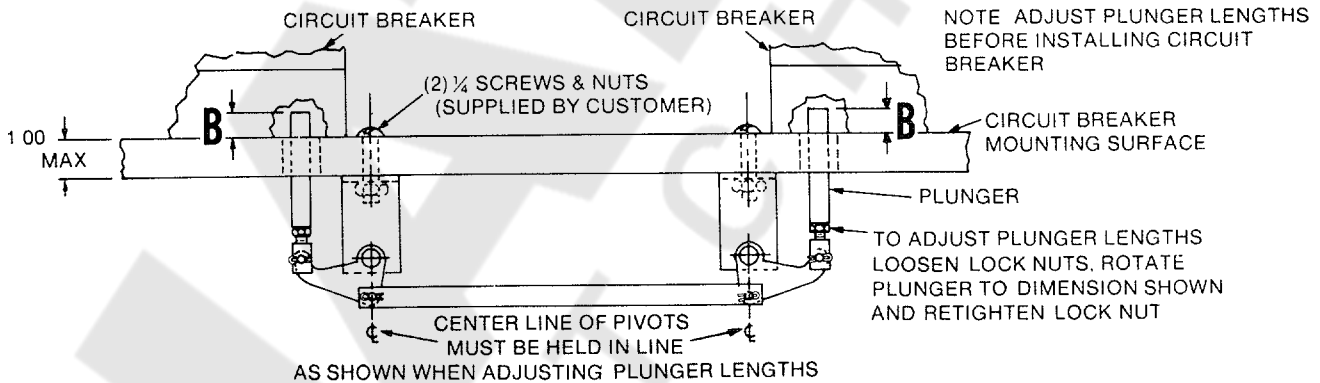 CIRCUIT BREAKER
CIRCUIT BREAKER
NOTE ADJUST PLUNGER LENGTHS
BEFORE INSTALLING CIRCUIT
BREAKER
(2) ¼ SCREWS & NUTS
(SUPPLIED BY CUSTOMER)
B
B
1 00
MAX
CIRCUIT BREAKER
MOUNTING SURFACE
PLUNGER
TO ADJUST PLUNGER LENGTHS
LOOSEN LOCK NUTS, ROTATE
PLUNGER TO DIMENSION SHOWN
AND RETIGHTEN LOCK NUT
℄ CENTER LINE OF PIVOTS ℄
MUST BE HELD IN LINE
AS SHOWN WHEN ADJUSTING PLUNGER LENGTHS